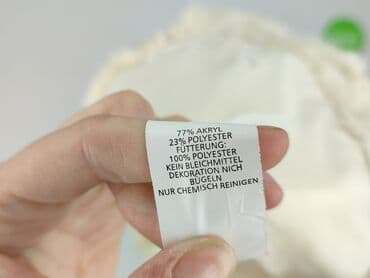 77% AKRYL
23% POLYESTER
FÜTTERUNG:
100% POLYESTER
KEIN BLEICHMITTEL
DEKORATION NICH
BÜGELN
NUR CHEMISCH REINIGEN